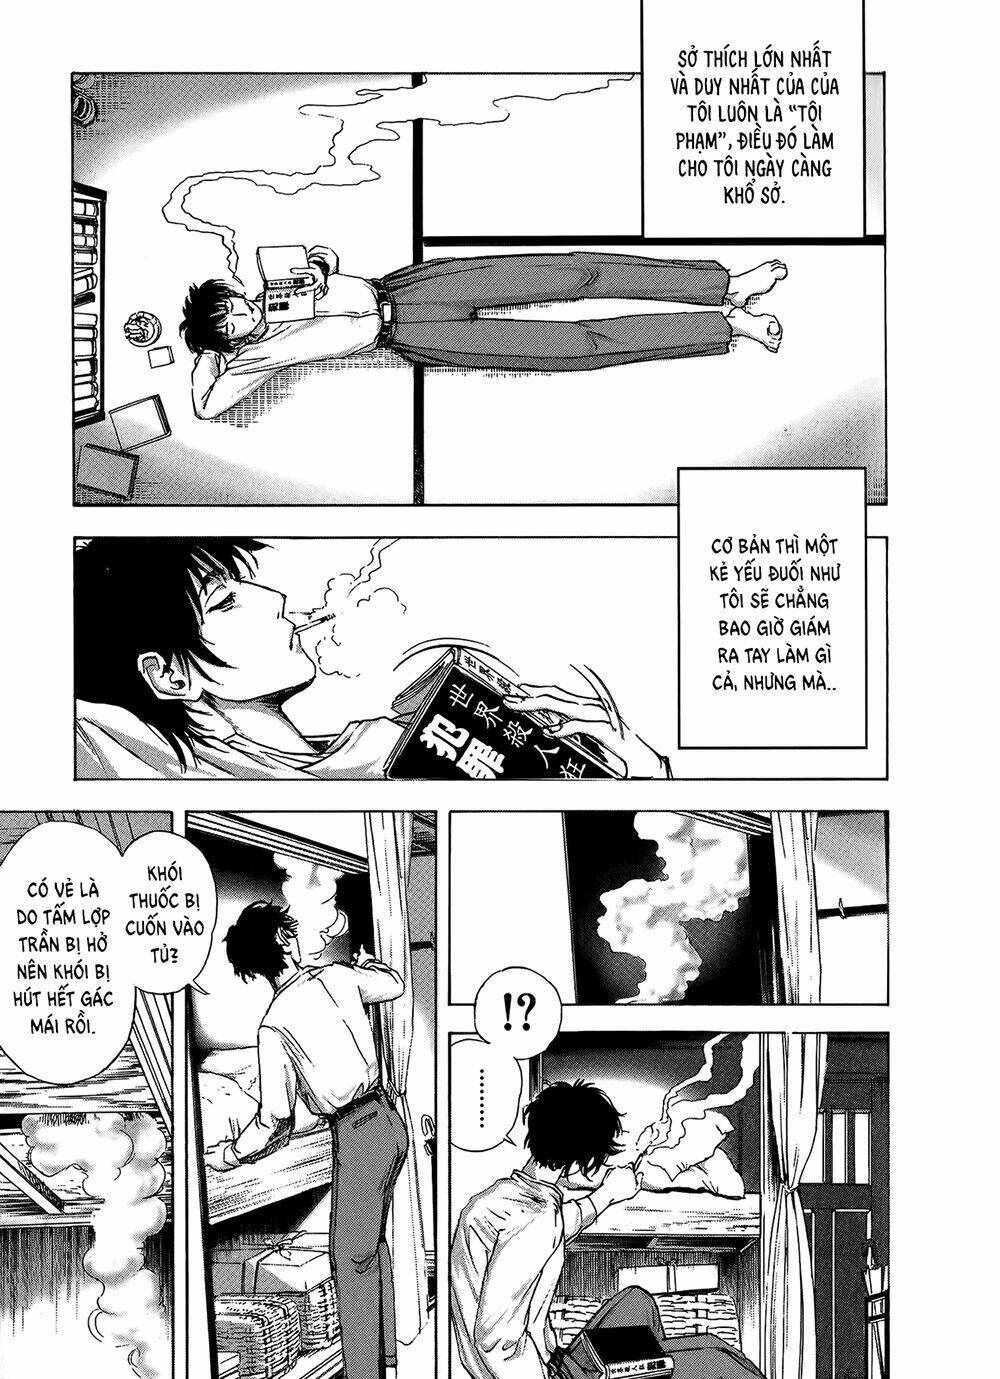 SỞ THÍCH LỚN NHẤT
VÀ DUY NHẤT CỦA CỦA
TÔI LUÔN LÀ "TỘI
PHẠM", ĐIỀU ĐÓ LÀM
CHO TÔI NGÀY CÀNG
KHỔ SỞ.
CƠ BẢN THÌ MỘT
KẺ YẾU ĐUỐI NHƯ
TÔI SẼ CHẲNG
BAO GIỜ GIÁM
RA TAY LÀM GÌ
CẢ, NHƯNG MÀ..
世界殺人狂
犯罪
!?
.........
KHÓI
THUỐC BỊ
CUỐN VÀO
TỦ?
CÓ VẺ LÀ
DO TẤM LỢP
TRẦN BỊ HỞ
NÊN KHÓI BỊ
HÚT HẾT GÁC
MÁI RỒI.